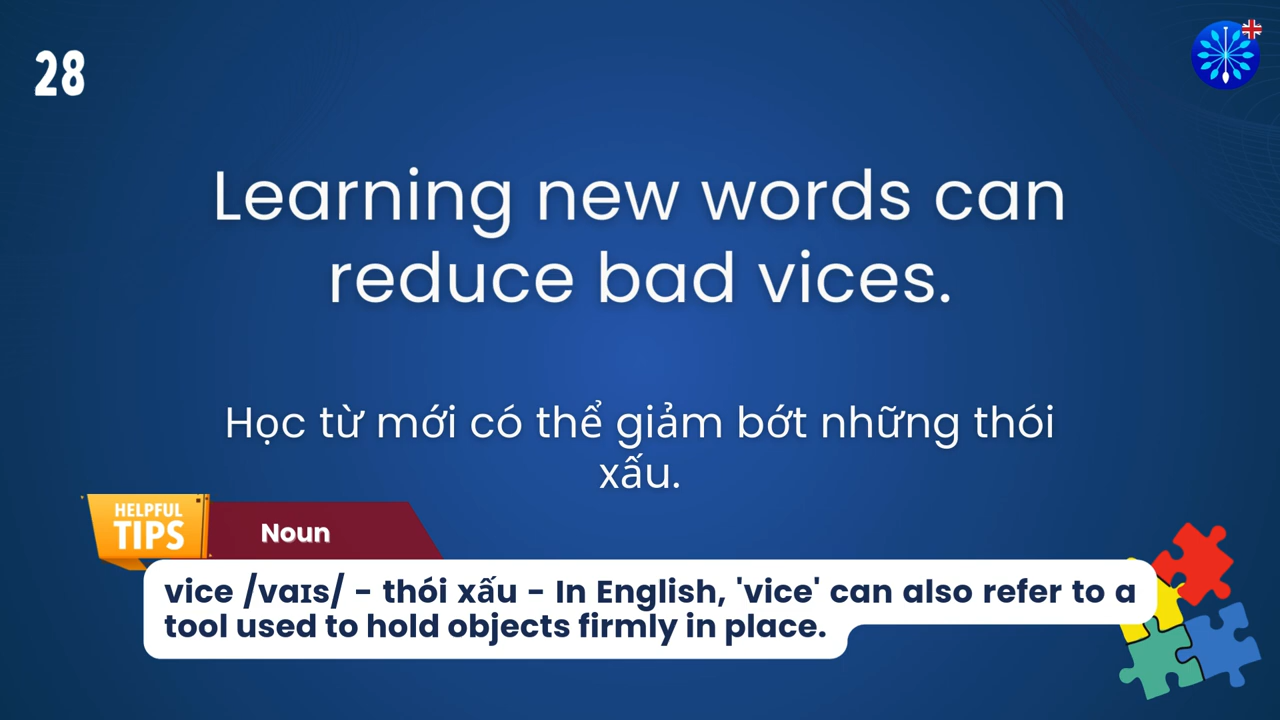 28
Learning new words can
reduce bad vices.
Học từ mới có thể giảm bớt những thói
xấu.
HELPFUL
TIPS
Noun
vice /vaɪs/ - thói xấu - In English, 'vice' can also refer to a
tool used to hold objects firmly in place.